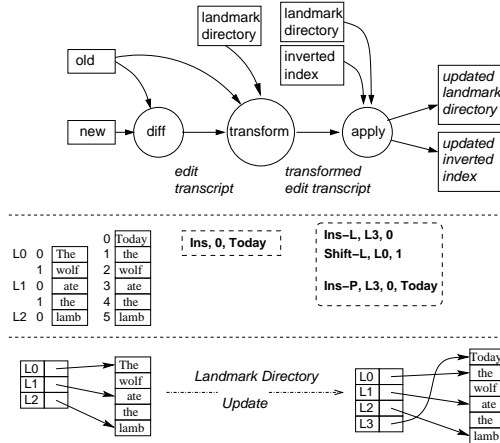 landmark
directory
landmark
directory
inverted
index
old
new
diff
transform
apply
edit
transcript
transformed
edit transcript
updated
landmark
directory
updated
inverted
index
L0 0 The
1 wolf
L1 0 ate
1 the
L2 0 lamb
0 Today
1 the
2 wolf
3 ate
4 the
5 lamb
Ins, 0, Today
Ins-L, L3, 0
Shift-L, L0, 1
Ins-P, L3, 0, Today
L0
L1
L2
The
wolf
ate
the
lamb
Landmark Directory
Update
L0
L1
L2
L3
Today
the
wolf
ate
the
lamb